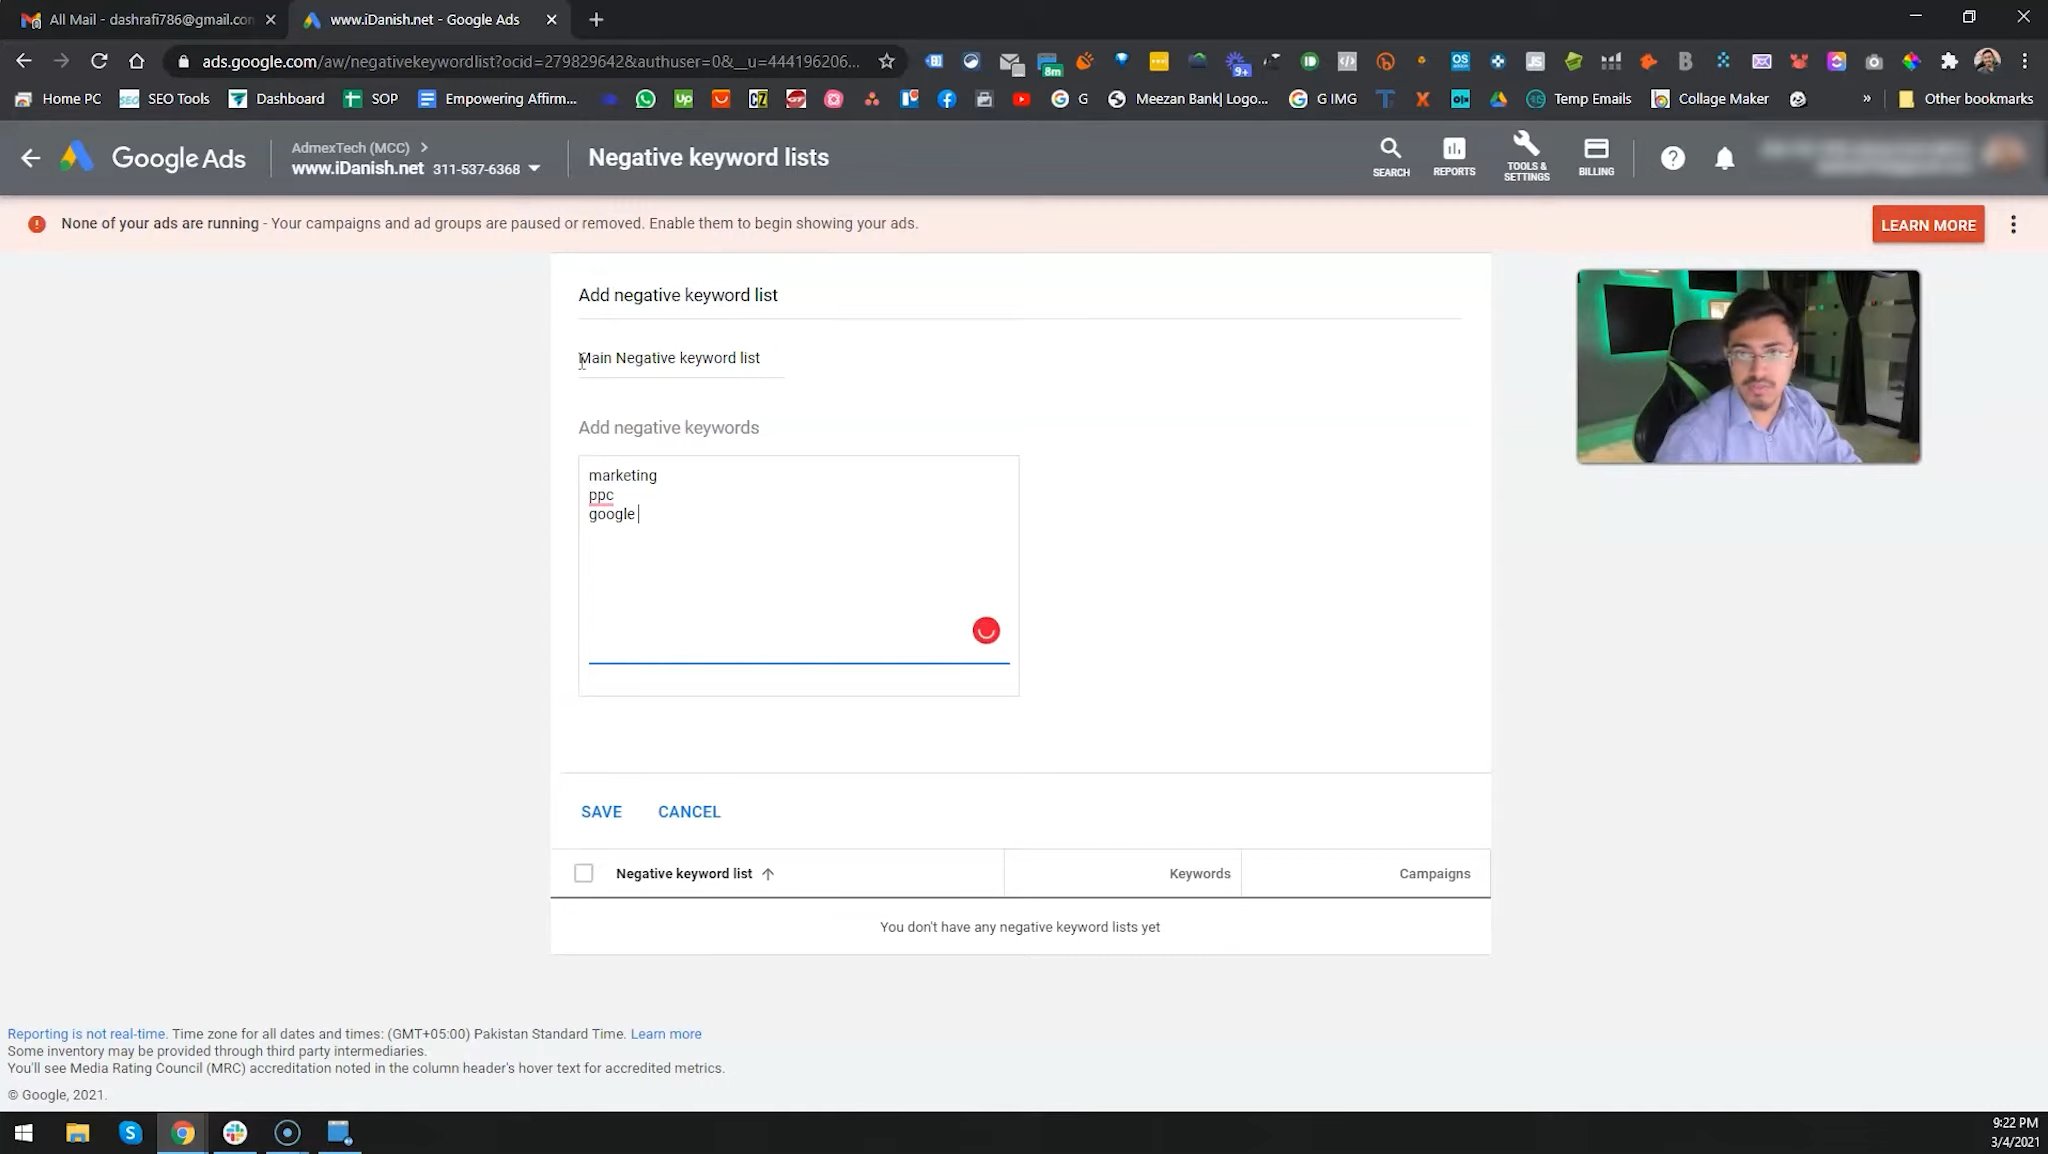 All Mail - dashrafi786@gmail.con
www.iDanish.net - Google Ads
ads.google.com/aw/negativekeywordlist?ocid=279829642&authuser=0&__u=444196206...
8m
9+
OS
JS
Home PC
SEO Tools
Dashboard
SOP
Empowering Affirm...
Up
CZ
G
Meezan Bank| Logo...
G IMG
Temp Emails
Collage Maker
»
Other bookmarks
Google Ads
AdmexTech (MCC)
www.iDanish.net 311-537-6368
Negative keyword lists
SEARCH
REPORTS
TOOLS & SETTINGS
BILLING
None of your ads are running - Your campaigns and ad groups are paused or removed. Enable them to begin showing your ads.
LEARN MORE
Add negative keyword list
Main Negative keyword list
Add negative keywords
marketing
ppc
google
SAVE
CANCEL
Negative keyword list
Keywords
Campaigns
You don't have any negative keyword lists yet
Reporting is not real-time. Time zone for all dates and times: (GMT+05:00) Pakistan Standard Time. Learn more
Some inventory may be provided through third party intermediaries.
You'll see Media Rating Council (MRC) accreditation noted in the column header's hover text for accredited metrics.
© Google, 2021.
9:22 PM
3/4/2021